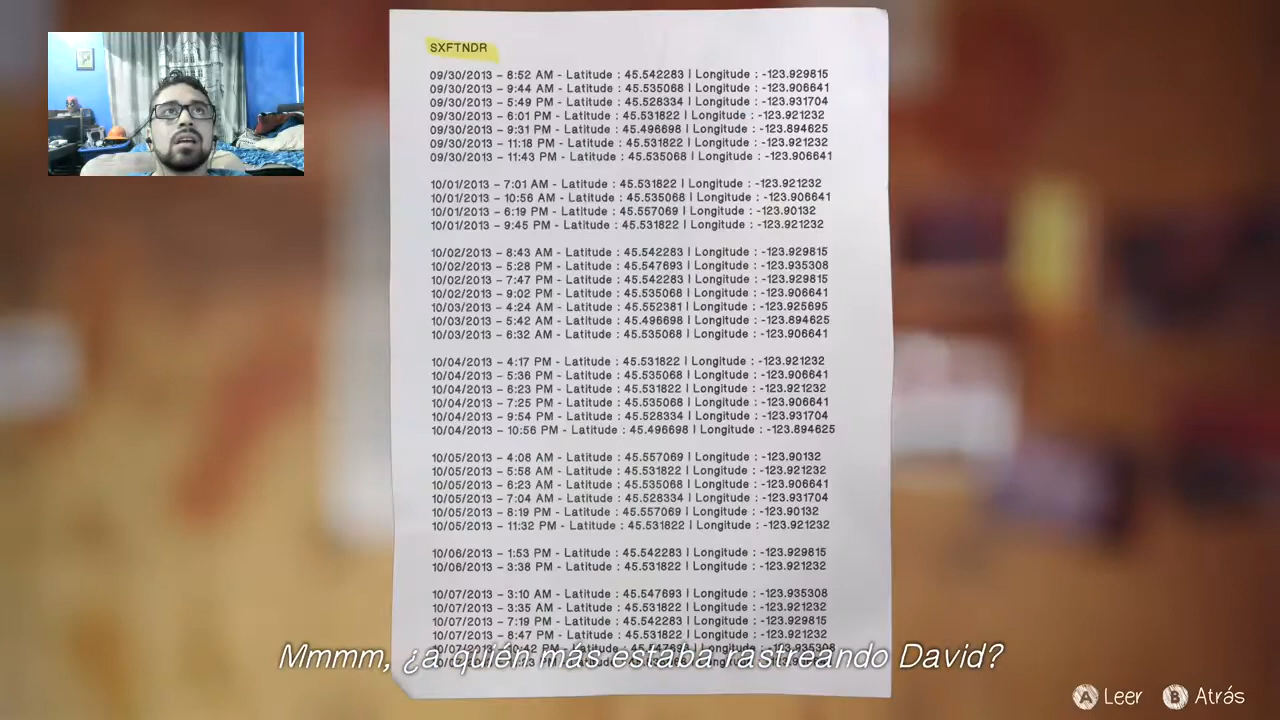 SXFTNDR
09/30/2013 – 8:52 AM - Latitude : 45.542283 | Longitude : -123.929815
09/30/2013 – 9:44 AM - Latitude : 45.535068 | Longitude : -123.906641
09/30/2013 – 5:49 PM - Latitude : 45.528334 | Longitude : -123.931704
09/30/2013 – 6:01 PM - Latitude : 45.531822 | Longitude : -123.921232
09/30/2013 – 9:31 PM - Latitude : 45.496698 | Longitude : -123.894625
09/30/2013 – 11:18 PM - Latitude : 45.531822 | Longitude : -123.921232
09/30/2013 – 11:43 PM - Latitude : 45.535068 | Longitude : -123.906641
10/01/2013 – 7:01 AM - Latitude : 45.531822 | Longitude : -123.921232
10/01/2013 – 10:56 AM - Latitude : 45.535068 | Longitude : -123.906641
10/01/2013 – 6:19 PM - Latitude : 45.557069 | Longitude : -123.90132
10/01/2013 – 9:45 PM - Latitude : 45.531822 | Longitude : -123.921232
10/02/2013 – 8:43 AM - Latitude : 45.542283 | Longitude : -123.929815
10/02/2013 – 5:28 PM - Latitude : 45.547693 | Longitude : -123.935308
10/02/2013 – 7:47 PM - Latitude : 45.542283 | Longitude : -123.929815
10/02/2013 – 9:02 PM - Latitude : 45.535068 | Longitude : -123.906641
10/03/2013 – 4:24 AM - Latitude : 45.552381 | Longitude : -123.925695
10/03/2013 – 5:42 AM - Latitude : 45.496698 | Longitude : -123.894625
10/03/2013 – 6:32 AM - Latitude : 45.535068 | Longitude : -123.906641
10/04/2013 – 4:17 PM - Latitude : 45.531822 | Longitude : -123.921232
10/04/2013 – 5:36 PM - Latitude : 45.535068 | Longitude : -123.906641
10/04/2013 – 6:23 PM - Latitude : 45.531822 | Longitude : -123.921232
10/04/2013 – 7:25 PM - Latitude : 45.535068 | Longitude : -123.906641
10/04/2013 – 9:54 PM - Latitude : 45.528334 | Longitude : -123.931704
10/04/2013 – 10:56 PM - Latitude : 45.496698 | Longitude : -123.894625
10/05/2013 – 4:08 AM - Latitude : 45.557069 | Longitude : -123.90132
10/05/2013 – 5:58 AM - Latitude : 45.531822 | Longitude : -123.921232
10/05/2013 – 6:23 AM - Latitude : 45.535068 | Longitude : -123.906641
10/05/2013 – 7:04 AM - Latitude : 45.528334 | Longitude : -123.931704
10/05/2013 – 8:19 PM - Latitude : 45.557069 | Longitude : -123.90132
10/05/2013 – 11:32 PM - Latitude : 45.531822 | Longitude : -123.921232
10/06/2013 – 1:53 PM - Latitude : 45.542283 | Longitude : -123.929815
10/06/2013 – 3:38 PM - Latitude : 45.531822 | Longitude : -123.921232
10/07/2013 – 3:10 AM - Latitude : 45.547693 | Longitude : -123.935308
10/07/2013 – 3:35 AM - Latitude : 45.531822 | Longitude : -123.921232
10/07/2013 – 7:19 PM - Latitude : 45.542283 | Longitude : -123.929815
10/07/2013 – 8:47 PM - Latitude : 45.531822 | Longitude : -123.921232
Mmmm, ¿a quién más estaba rastreando David?
A Leer B Atrás